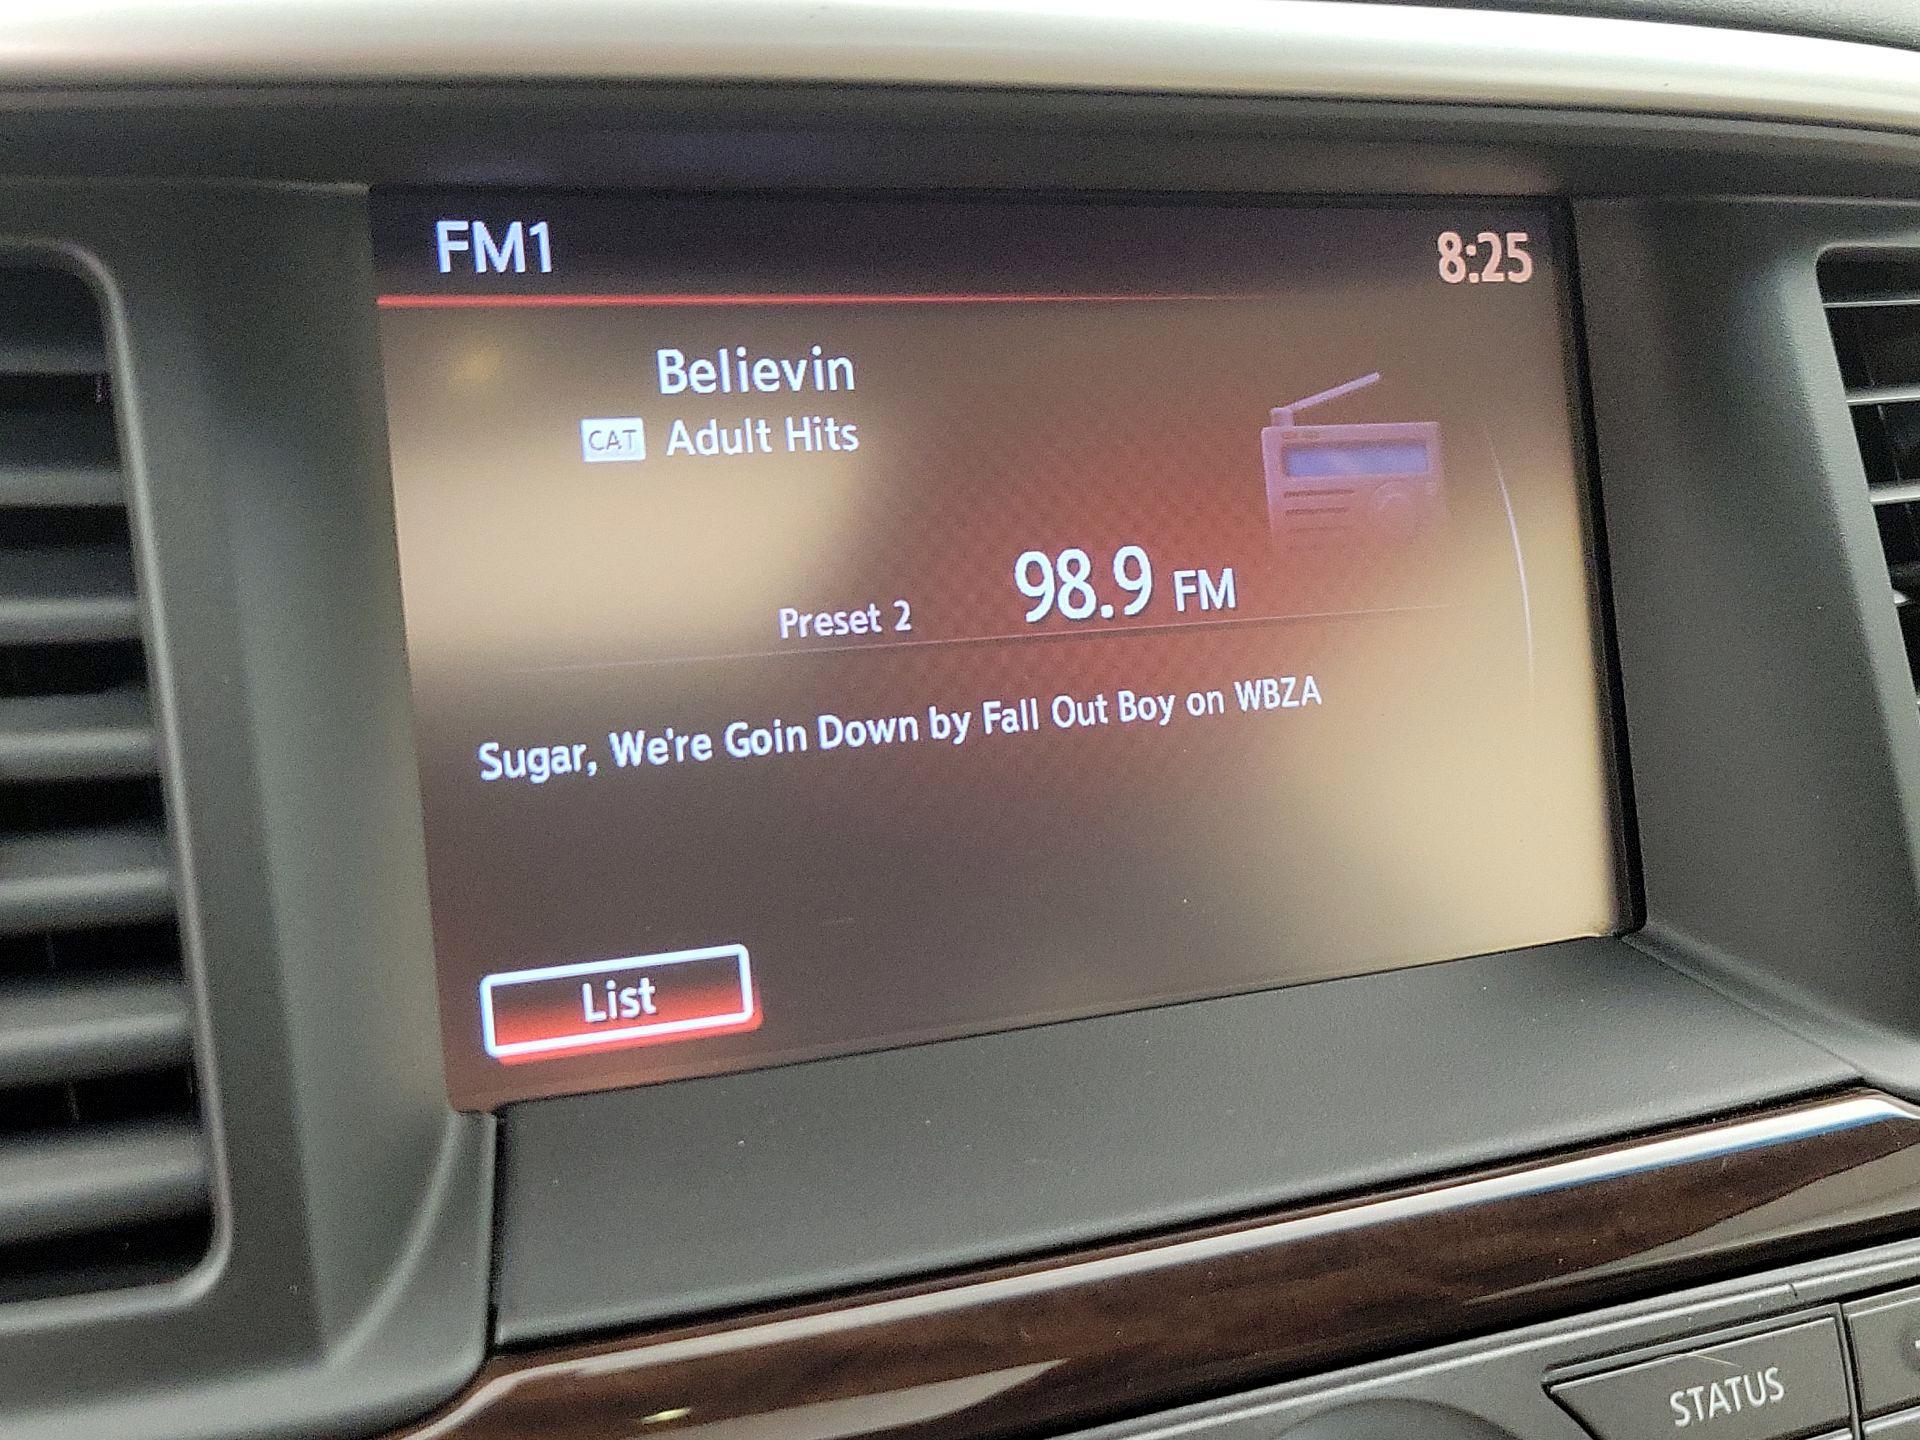 FM1
8:25
Believin
CAT Adult Hits
Preset 2
98.9 FM
Sugar, We're Goin Down by Fall Out Boy on WBZA
List
STATUS